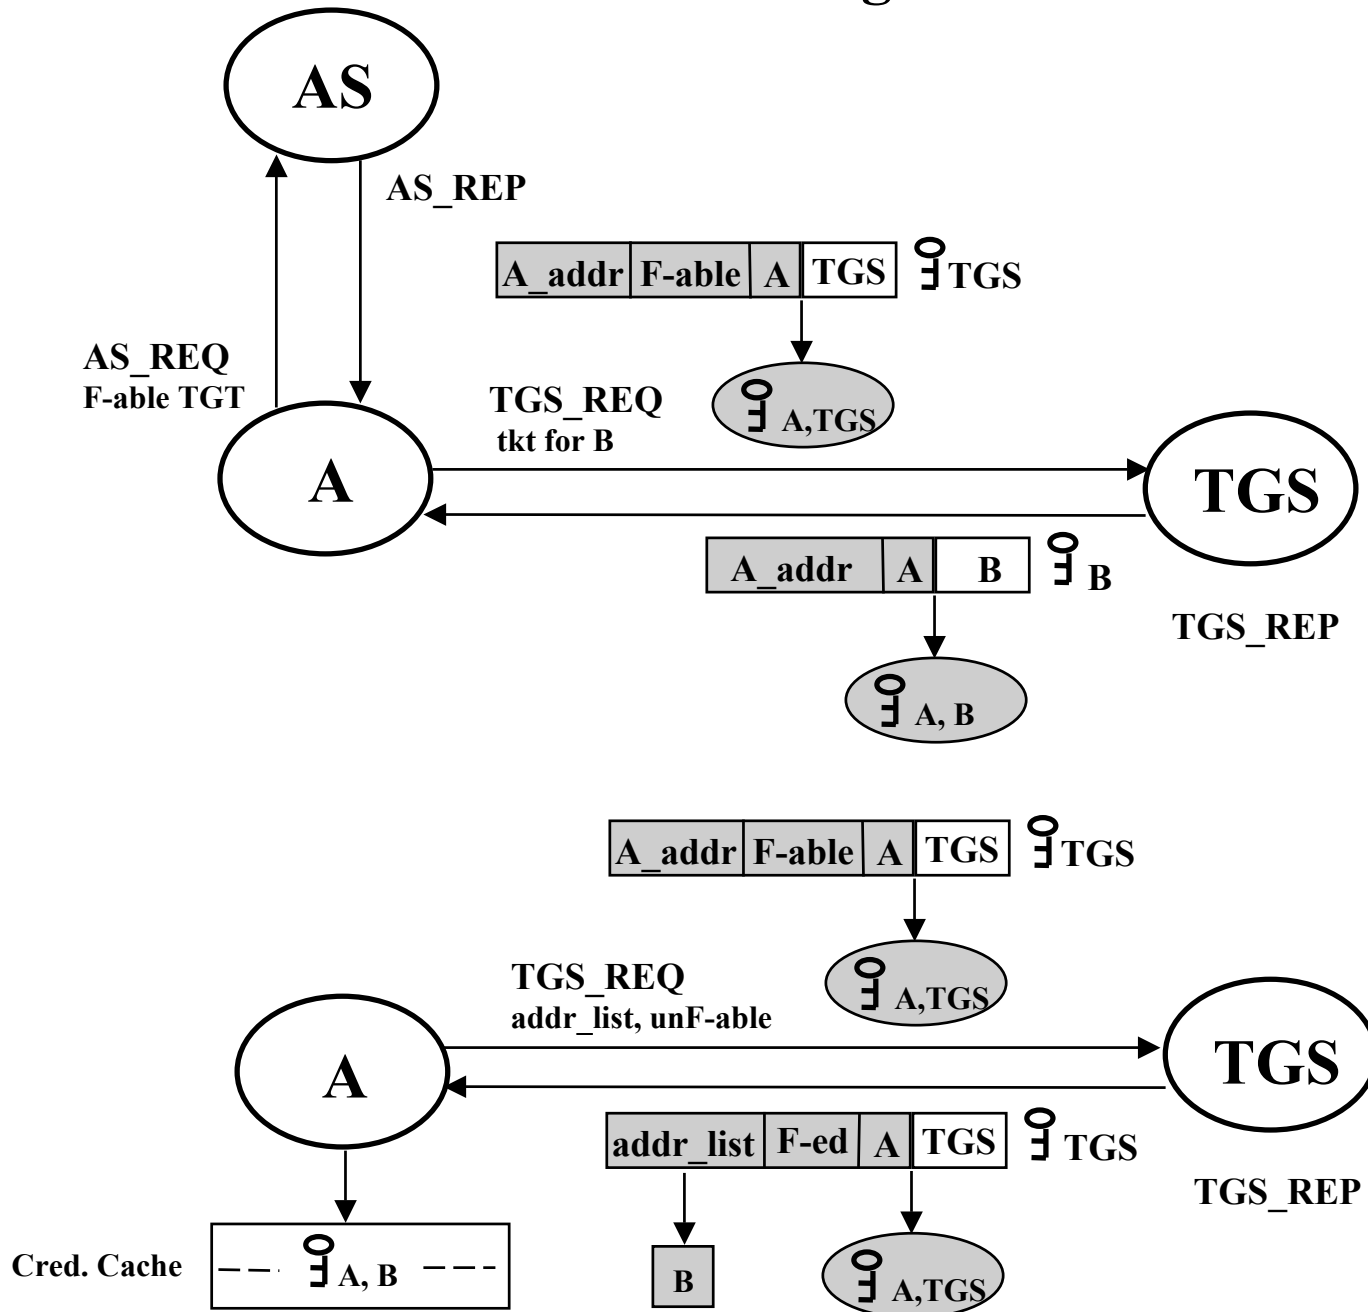 AS
AS_REP
A_addr F-able A TGS TGS
AS_REQ
F-able TGT
TGS_REQ
tkt for B
A,TGS
A
TGS
A_addr A B B
TGS_REP
A, B
A_addr F-able A TGS TGS
TGS_REQ
addr_list, unF-able
A,TGS
A
TGS
addr_list F-ed A TGS TGS
TGS_REP
Cred. Cache
A, B
B
A,TGS